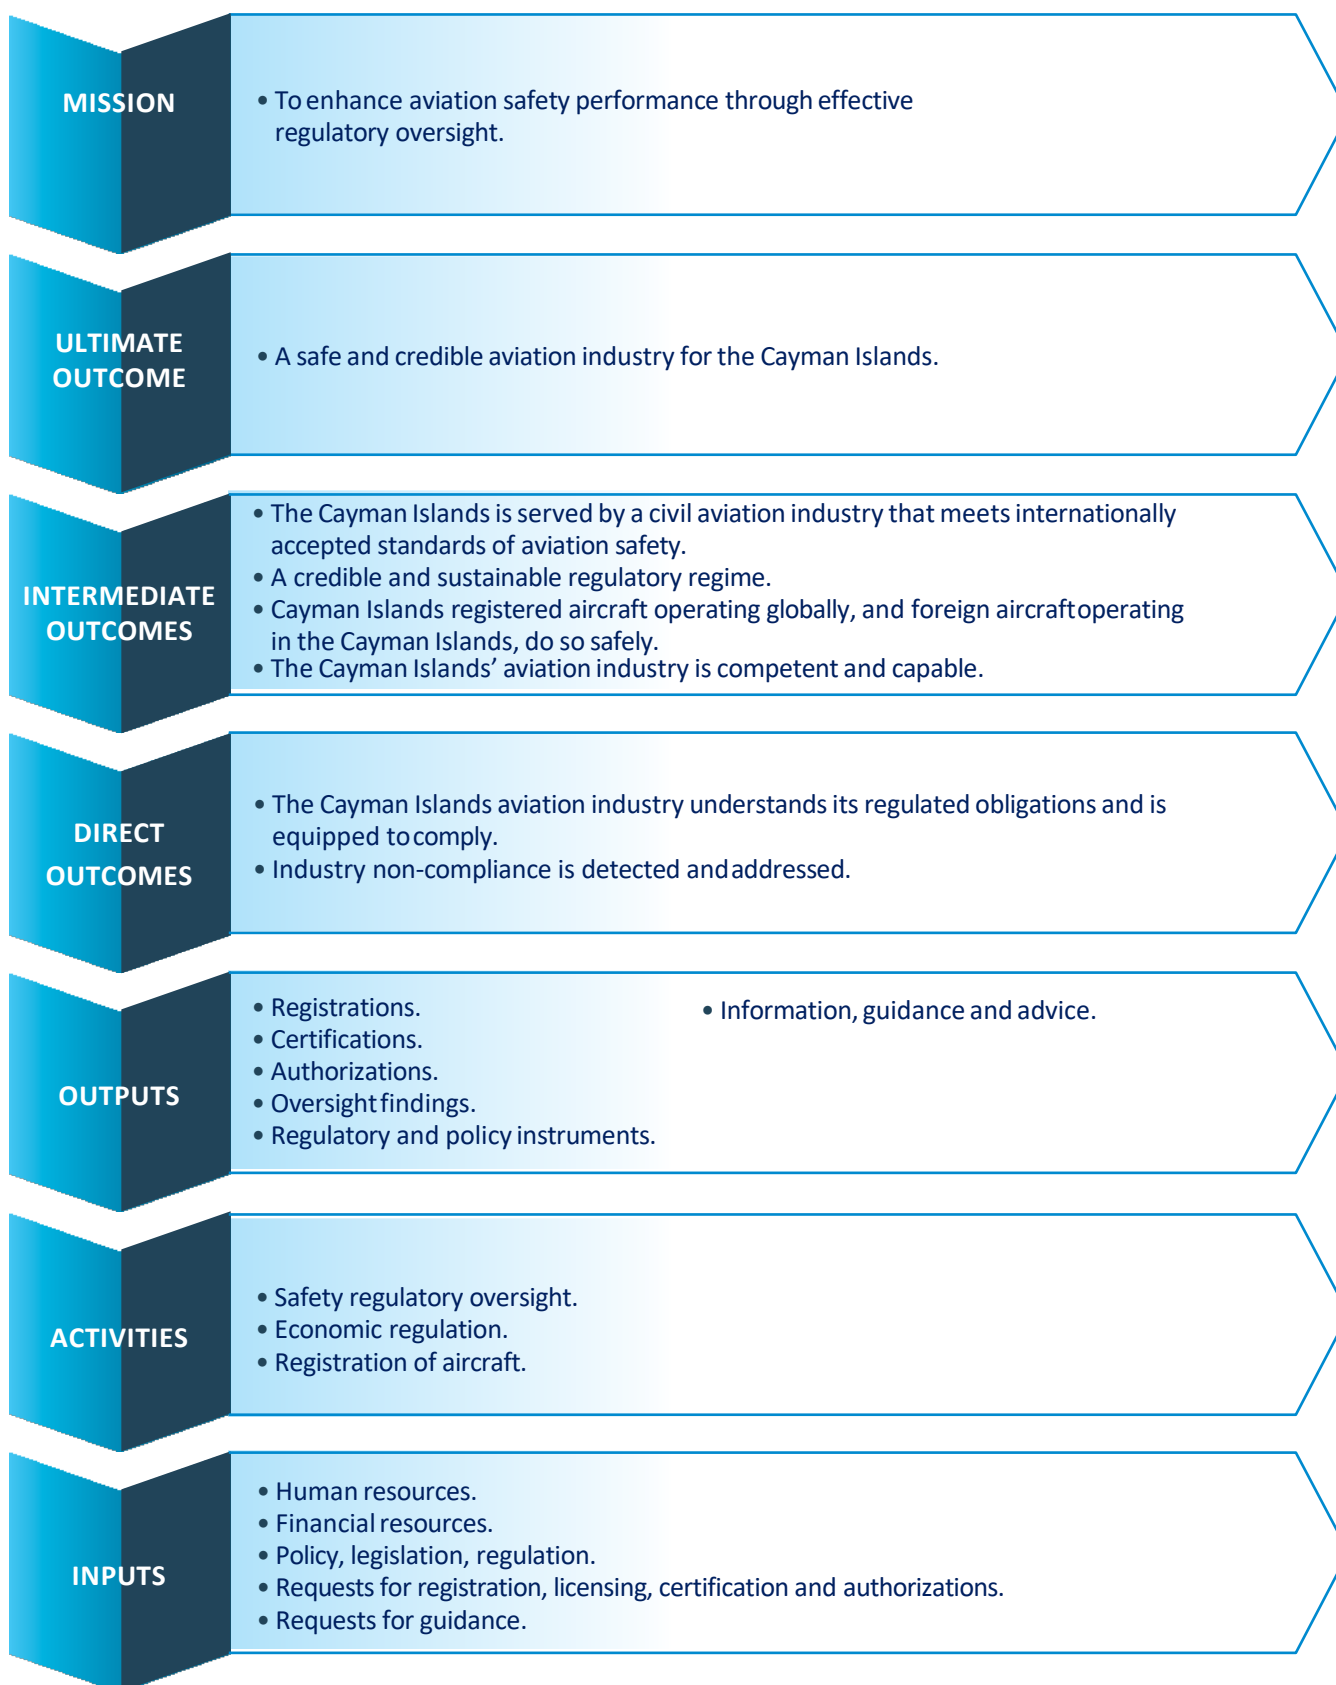 MISSION
• To enhance aviation safety performance through effective
regulatory oversight.
ULTIMATE
OUTCOME
• A safe and credible aviation industry for the Cayman Islands.
INTERMEDIATE
OUTCOMES
• The Cayman Islands is served by a civil aviation industry that meets internationally
accepted standards of aviation safety.
• A credible and sustainable regulatory regime.
• Cayman Islands registered aircraft operating globally, and foreign aircraft operating
in the Cayman Islands, do so safely.
• The Cayman Islands’ aviation industry is competent and capable.
DIRECT
OUTCOMES
• The Cayman Islands aviation industry understands its regulated obligations and is
equipped to comply.
• Industry non-compliance is detected and addressed.
OUTPUTS
• Registrations.
• Certifications.
• Authorizations.
• Oversight findings.
• Regulatory and policy instruments.
• Information, guidance and advice.
ACTIVITIES
• Safety regulatory oversight.
• Economic regulation.
• Registration of aircraft.
INPUTS
• Human resources.
• Financial resources.
• Policy, legislation, regulation.
• Requests for registration, licensing, certification and authorizations.
• Requests for guidance.